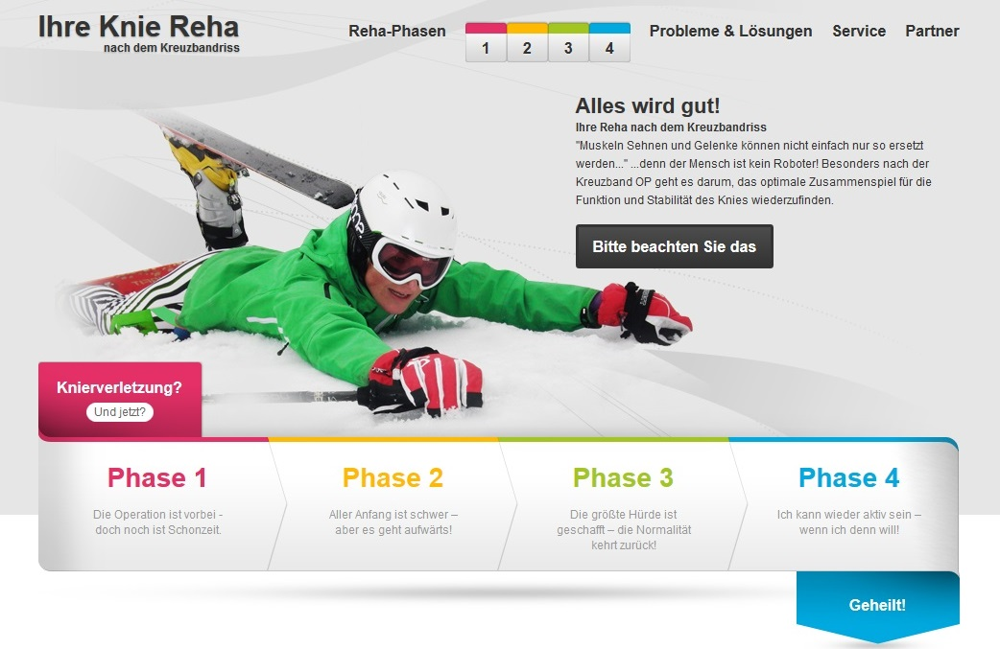 Ihre Knie Reha
nach dem Kreuzbandriss
Reha-Phasen
1 2 3 4
Probleme & Lösungen
Service
Partner
Alles wird gut!
Ihre Reha nach dem Kreuzbandriss
"Muskeln Sehnen und Gelenke können nicht einfach nur so ersetzt
werden..." ...denn der Mensch ist kein Roboter! Besonders nach der
Kreuzband OP geht es darum, das optimale Zusammenspiel für die
Funktion und Stabilität des Knies wiederzufinden.
Bitte beachten Sie das
Knierverletzung?
Und jetzt?
Phase 1
Die Operation ist vorbei -
doch noch ist Schonzeit.
Phase 2
Aller Anfang ist schwer –
aber es geht aufwärts!
Phase 3
Die größte Hürde ist
geschafft – die Normalität
kehrt zurück!
Phase 4
Ich kann wieder aktiv sein –
wenn ich denn will!
Geheilt!